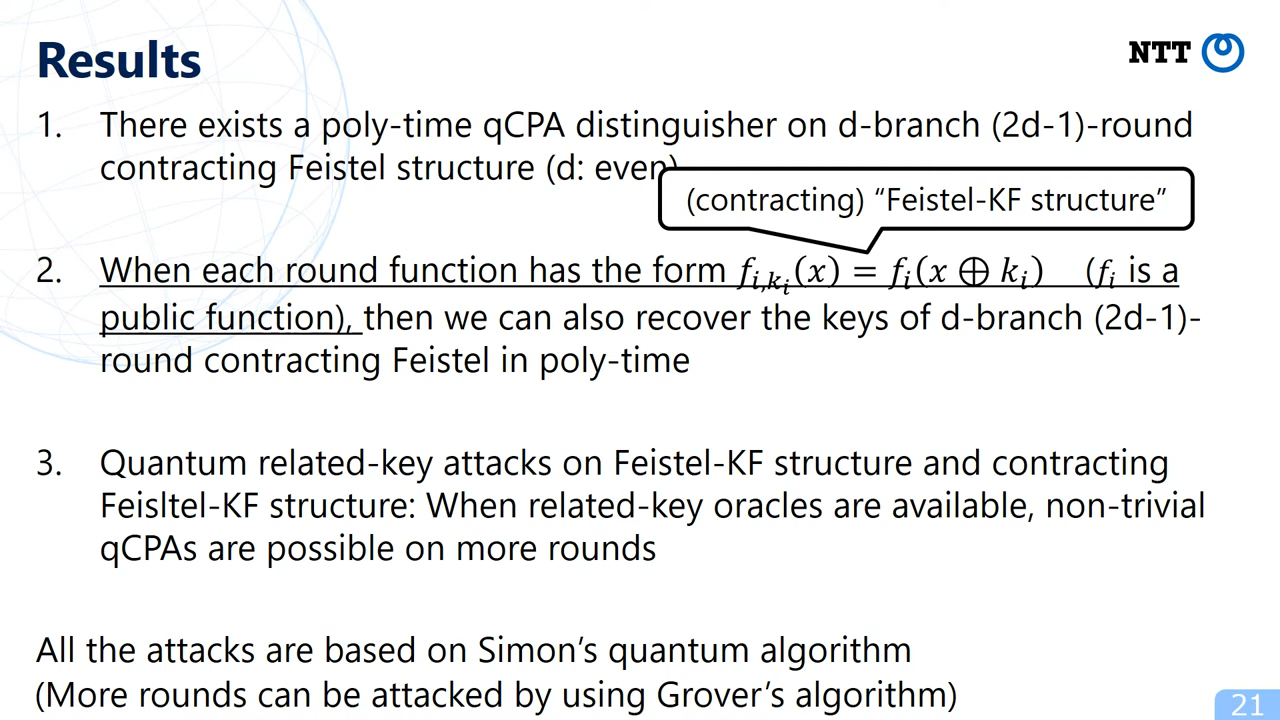 Results
NTT
1. There exists a poly-time qCPA distinguisher on d-branch (2d-1)-round
contracting Feistel structure (d: even)
(contracting) “Feistel-KF structure”
2. When each round function has the form f_{i,k_i}(x) = f_i(x ⊕ k_i) (f_i is a
public function), then we can also recover the keys of d-branch (2d-1)-
round contracting Feistel in poly-time
3. Quantum related-key attacks on Feistel-KF structure and contracting
Feisltel-KF structure: When related-key oracles are available, non-trivial
qCPAs are possible on more rounds
All the attacks are based on Simon’s quantum algorithm
(More rounds can be attacked by using Grover’s algorithm)
21